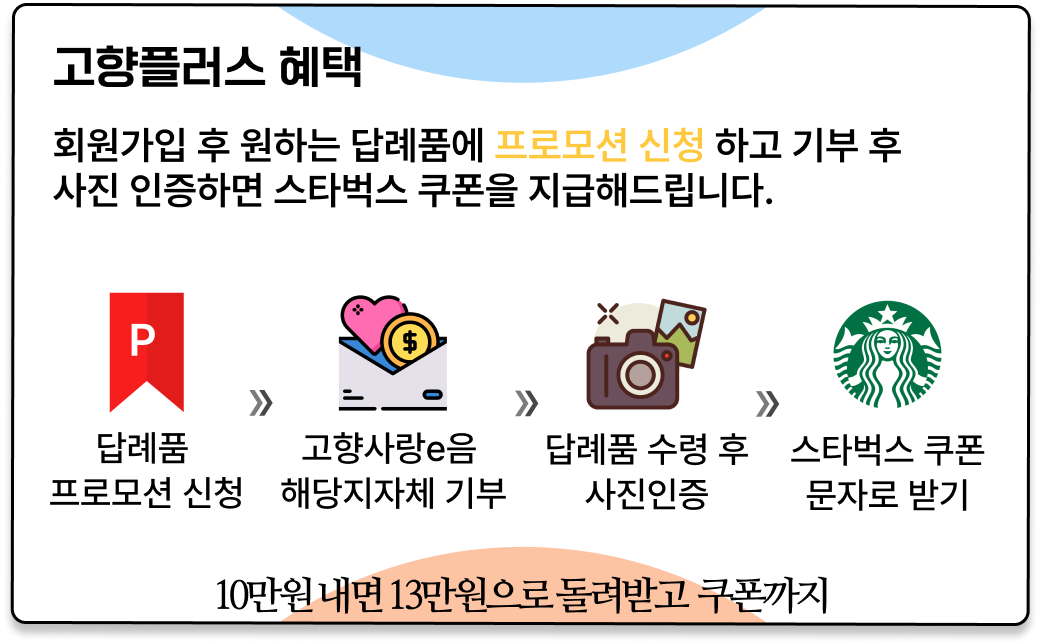 고향플러스 혜택
회원가입 후 원하는 답례품에 프로모션 신청 하고 기부 후
사진 인증하면 스타벅스 쿠폰을 지급해드립니다.
P
$
답례품
프로모션 신청
고향사랑e음
해당지자체 기부
답례품 수령 후
사진인증
스타벅스 쿠폰
문자로 받기
10만원 내면 13만원으로 돌려받고 쿠폰까지